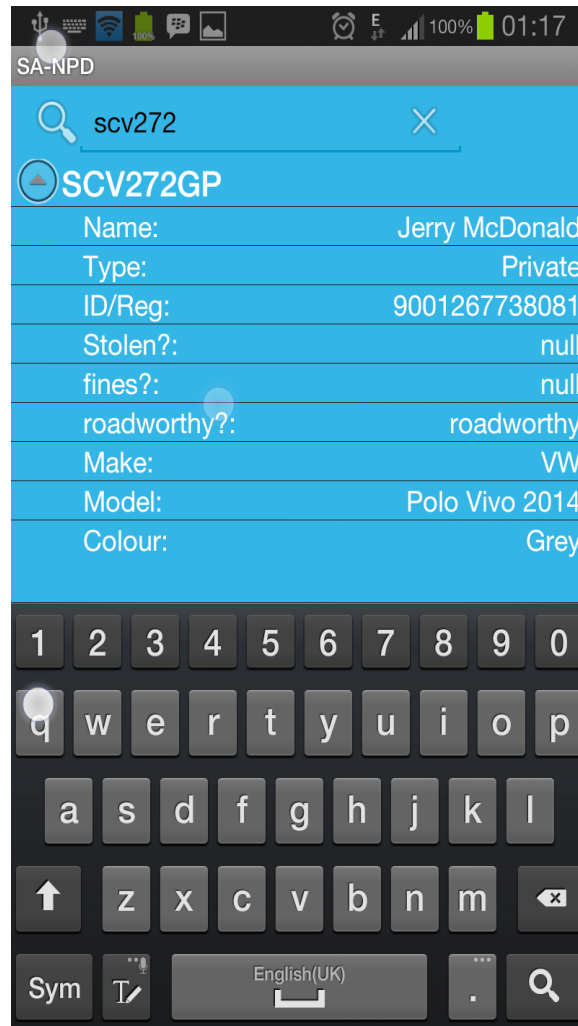 100% 100% 01:17
SA-NPD
scv272
SCV272GP
Name: Jerry McDonald
Type: Private
ID/Reg: 9001267738081
Stolen?: null
fines?: null
roadworthy?: roadworthy
Make: VW
Model: Polo Vivo 2014
Colour: Grey
1 2 3 4 5 6 7 8 9 0
q w e r t y u i o p
a s d f g h j k l
z x c v b n m
Sym T English(UK) .